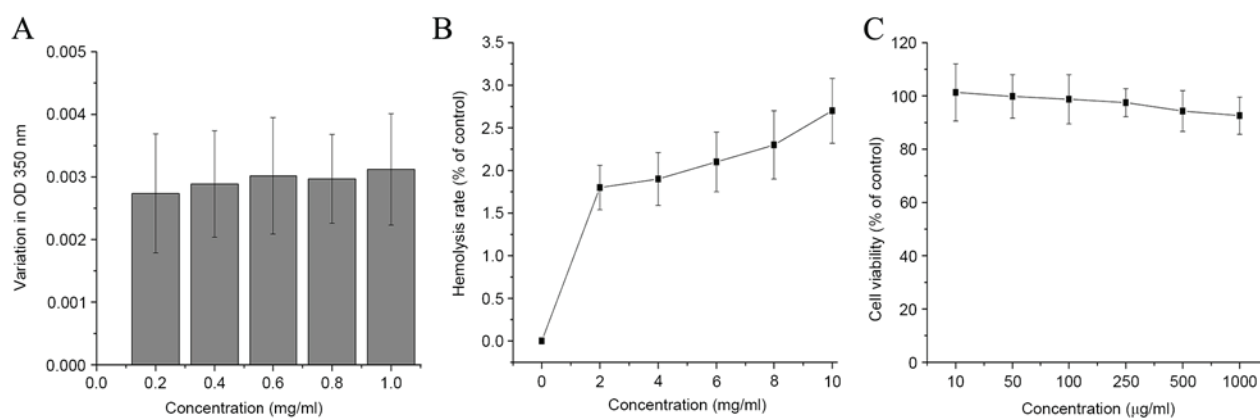 A
Variation in OD 350 nm
0.005
0.004
0.003
0.002
0.001
0.000
0.0 0.2 0.4 0.6 0.8 1.0
Concentration (mg/ml)
B
Hemolysis rate (% of control)
3.5
3.0
2.5
2.0
1.5
1.0
0.5
0.0
0 2 4 6 8 10
Concentration (mg/ml)
C
Cell viability (% of control)
120
100
80
60
40
20
0
10 50 100 250 500 1000
Concentration (μg/ml)